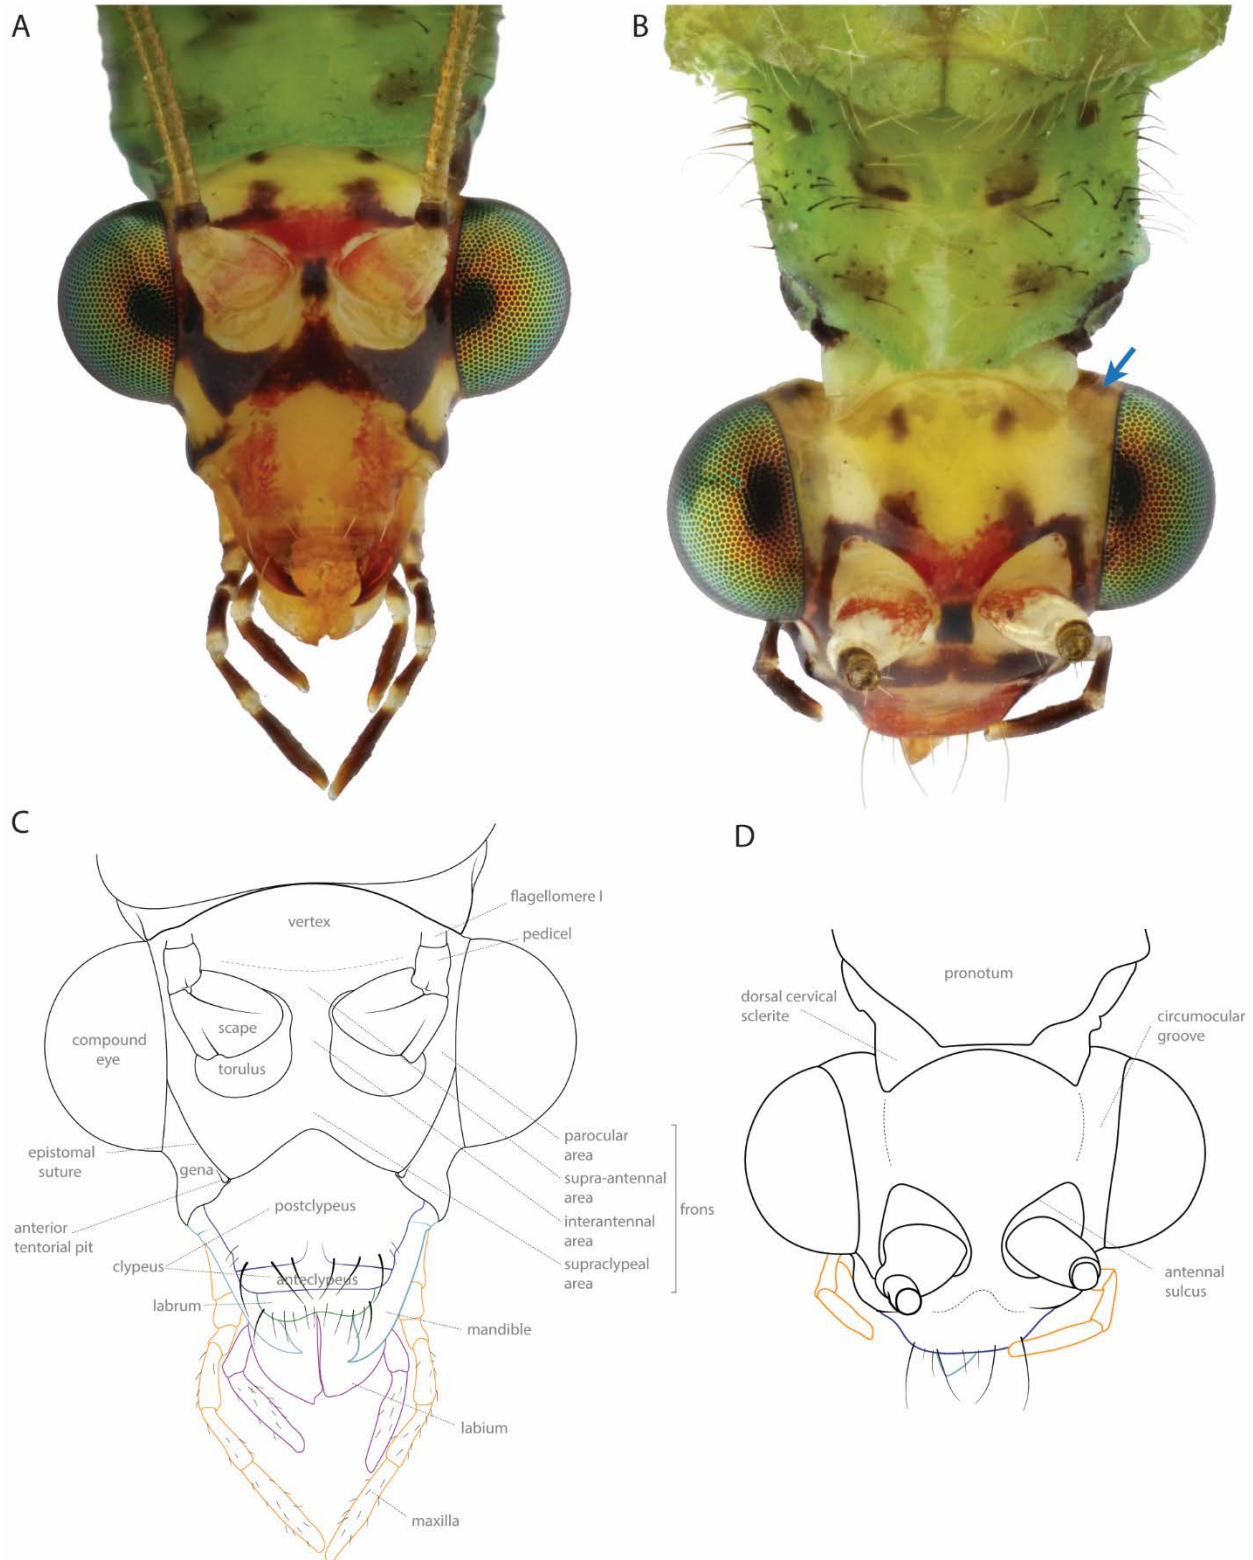 A
B
C
flagellomere I
vertex
pedicel
scape
compound
eye
torulus
parocular
area
epistomal
suture
gena
supra-antennal
area
frons
postclypeus
interantennal
area
anterior
tentorial pit
clypeus
anteclypeus
supraclypeal
area
labrum
mandible
labium
maxilla
D
pronotum
dorsal cervical
sclerite
circumocular
groove
antennal
sulcus